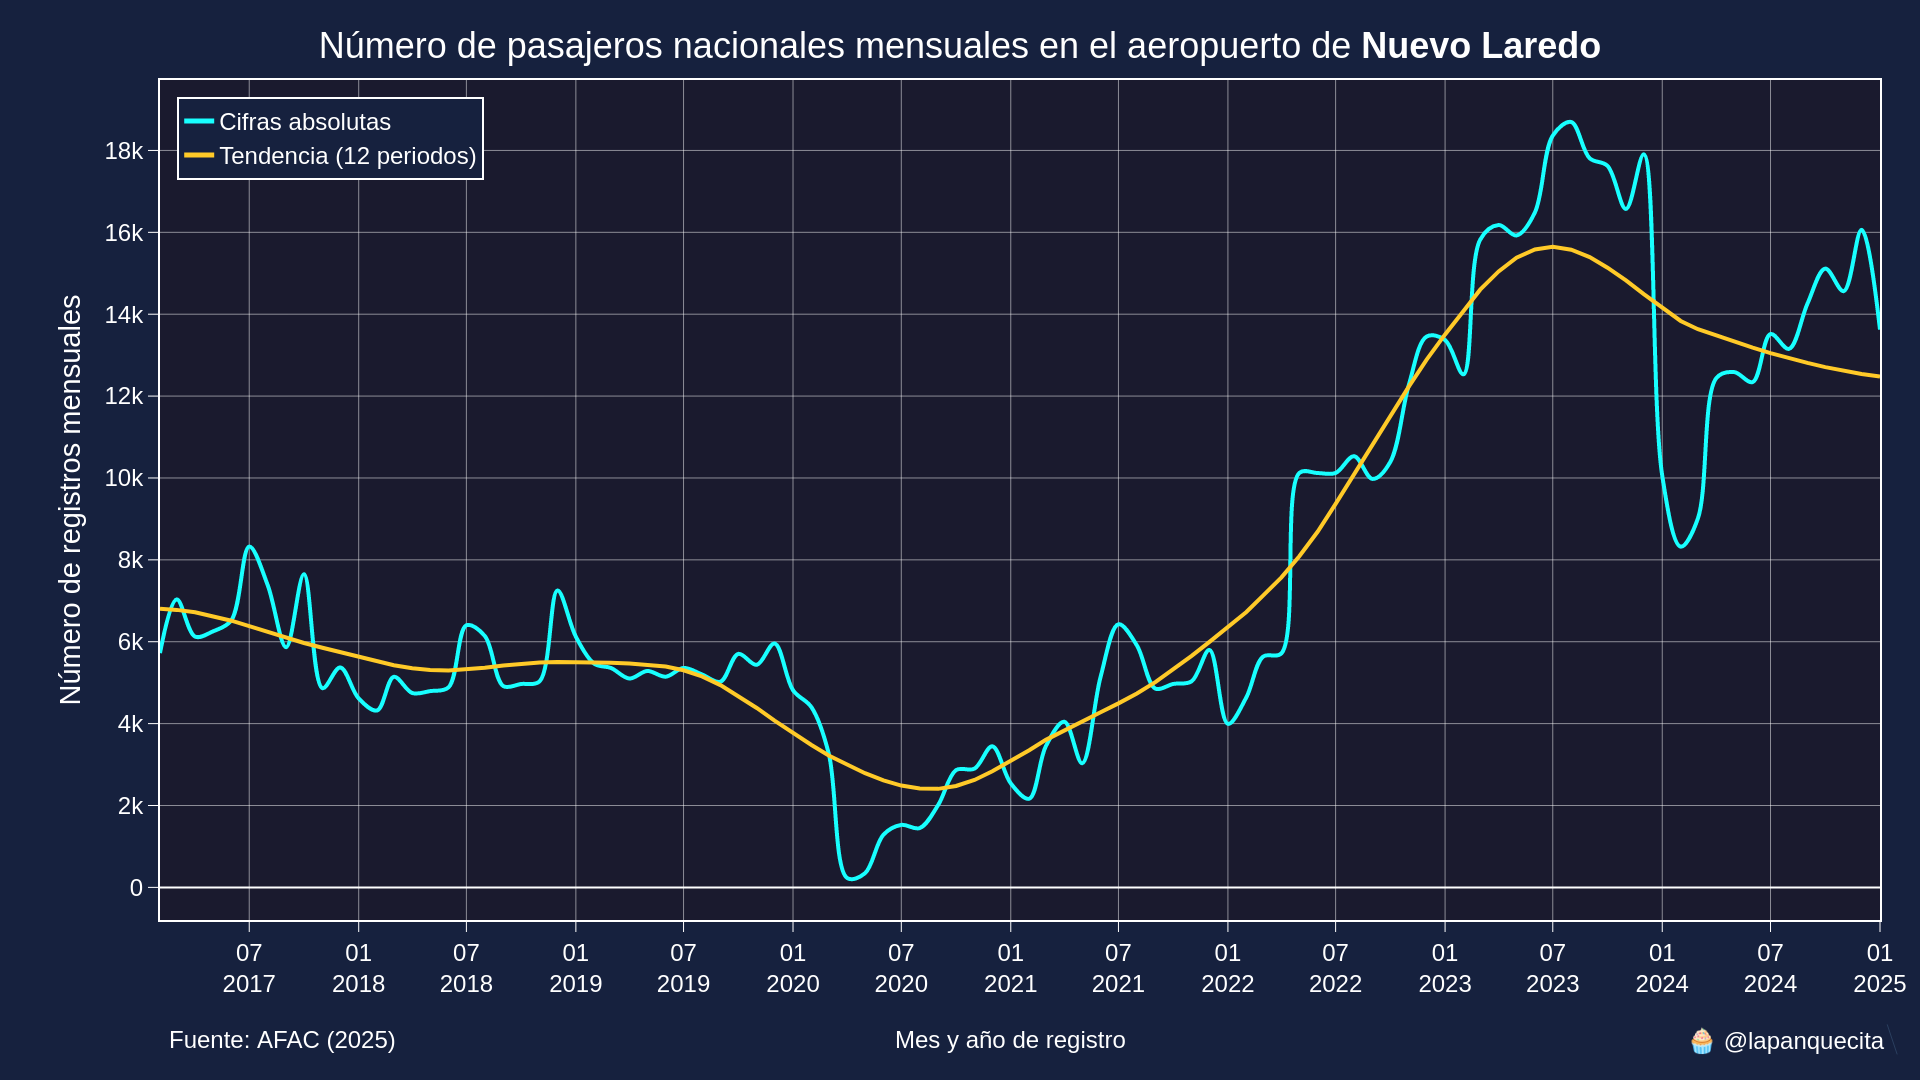 Número de pasajeros nacionales mensuales en el aeropuerto de Nuevo Laredo
Cifras absolutas
Tendencia (12 periodos)
Número de registros mensuales
18k
16k
14k
12k
10k
8k
6k
4k
2k
0
07 01 07 01 07 01 07 01 07 01 07 01 07 01 07 01
2017 2018 2018 2019 2019 2020 2020 2021 2021 2022 2022 2023 2023 2024 2024 2025
Fuente: AFAC (2025)
Mes y año de registro
🧁 @lapanquecita